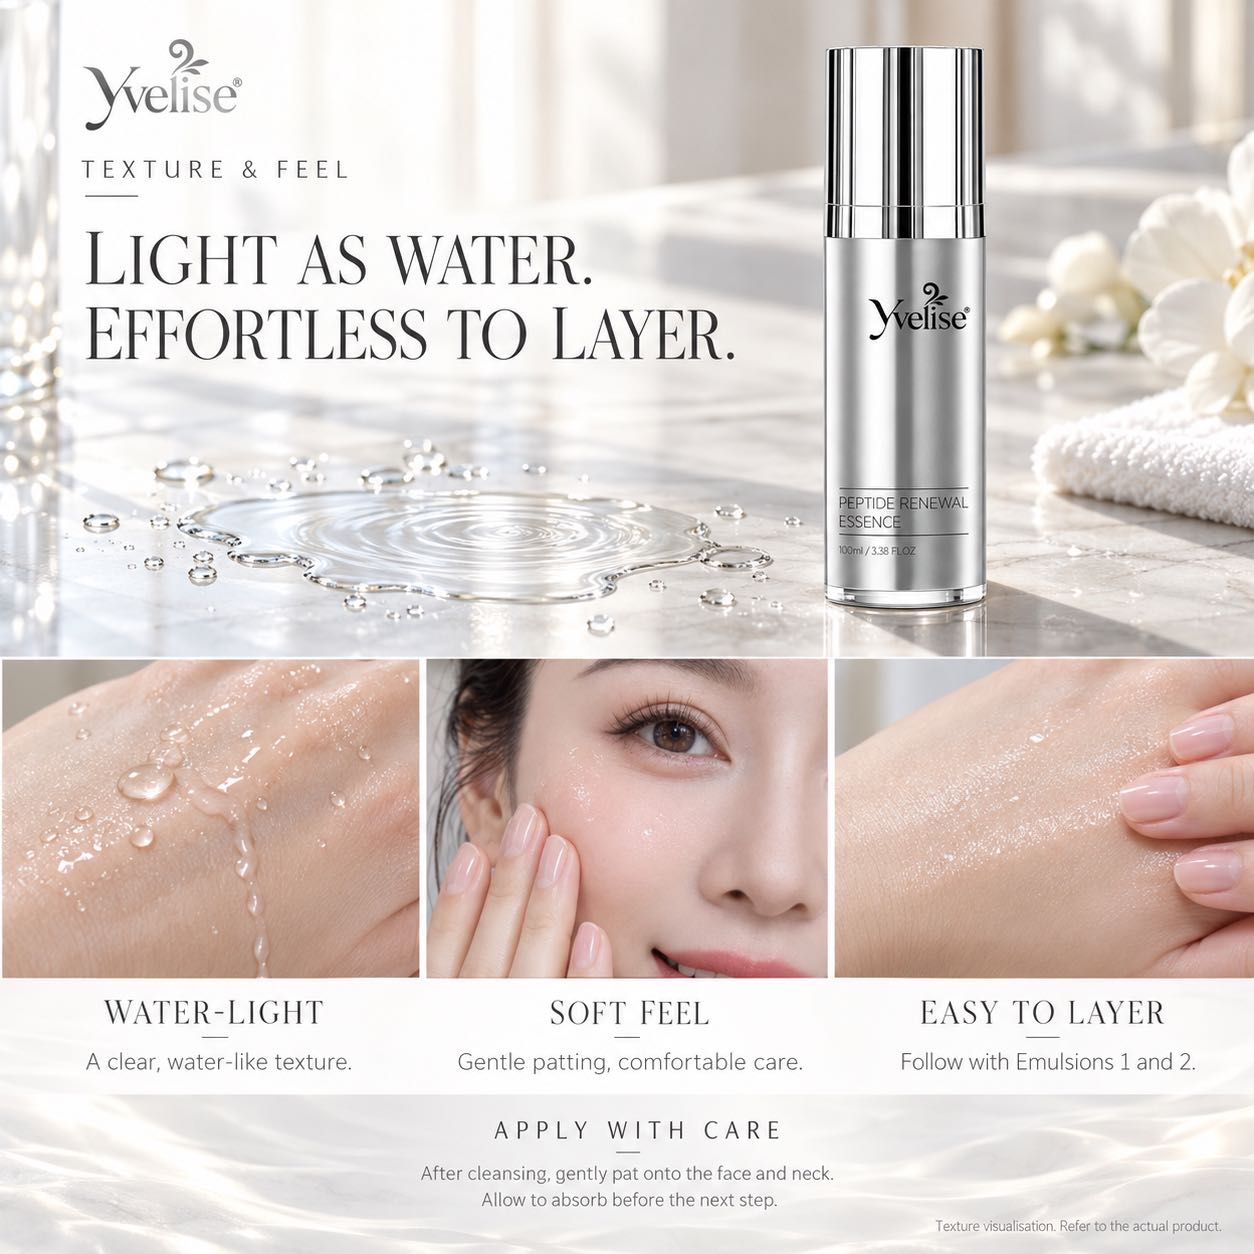 Yvelise®
TEXTURE & FEEL
LIGHT AS WATER.
EFFORTLESS TO LAYER.
Yvelise®
PEPTIDE RENEWAL
ESSENCE
100ml / 3.38 FL.OZ
WATER-LIGHT
A clear, water-like texture.
SOFT FEEL
Gentle patting, comfortable care.
EASY TO LAYER
Follow with Emulsions 1 and 2.
APPLY WITH CARE
After cleansing, gently pat onto the face and neck.
Allow to absorb before the next step.
Texture visualisation. Refer to the actual product.